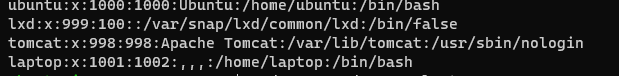 ubuntu:x:1000:1000:Ubuntu:/home/ubuntu:/bin/bash
lxd:x:999:100::/var/snap/lxd/common/lxd:/bin/false
tomcat:x:998:998:Apache Tomcat:/var/lib/tomcat:/usr/sbin/nologin
laptop:x:1001:1002:,,,:/home/laptop:/bin/bash